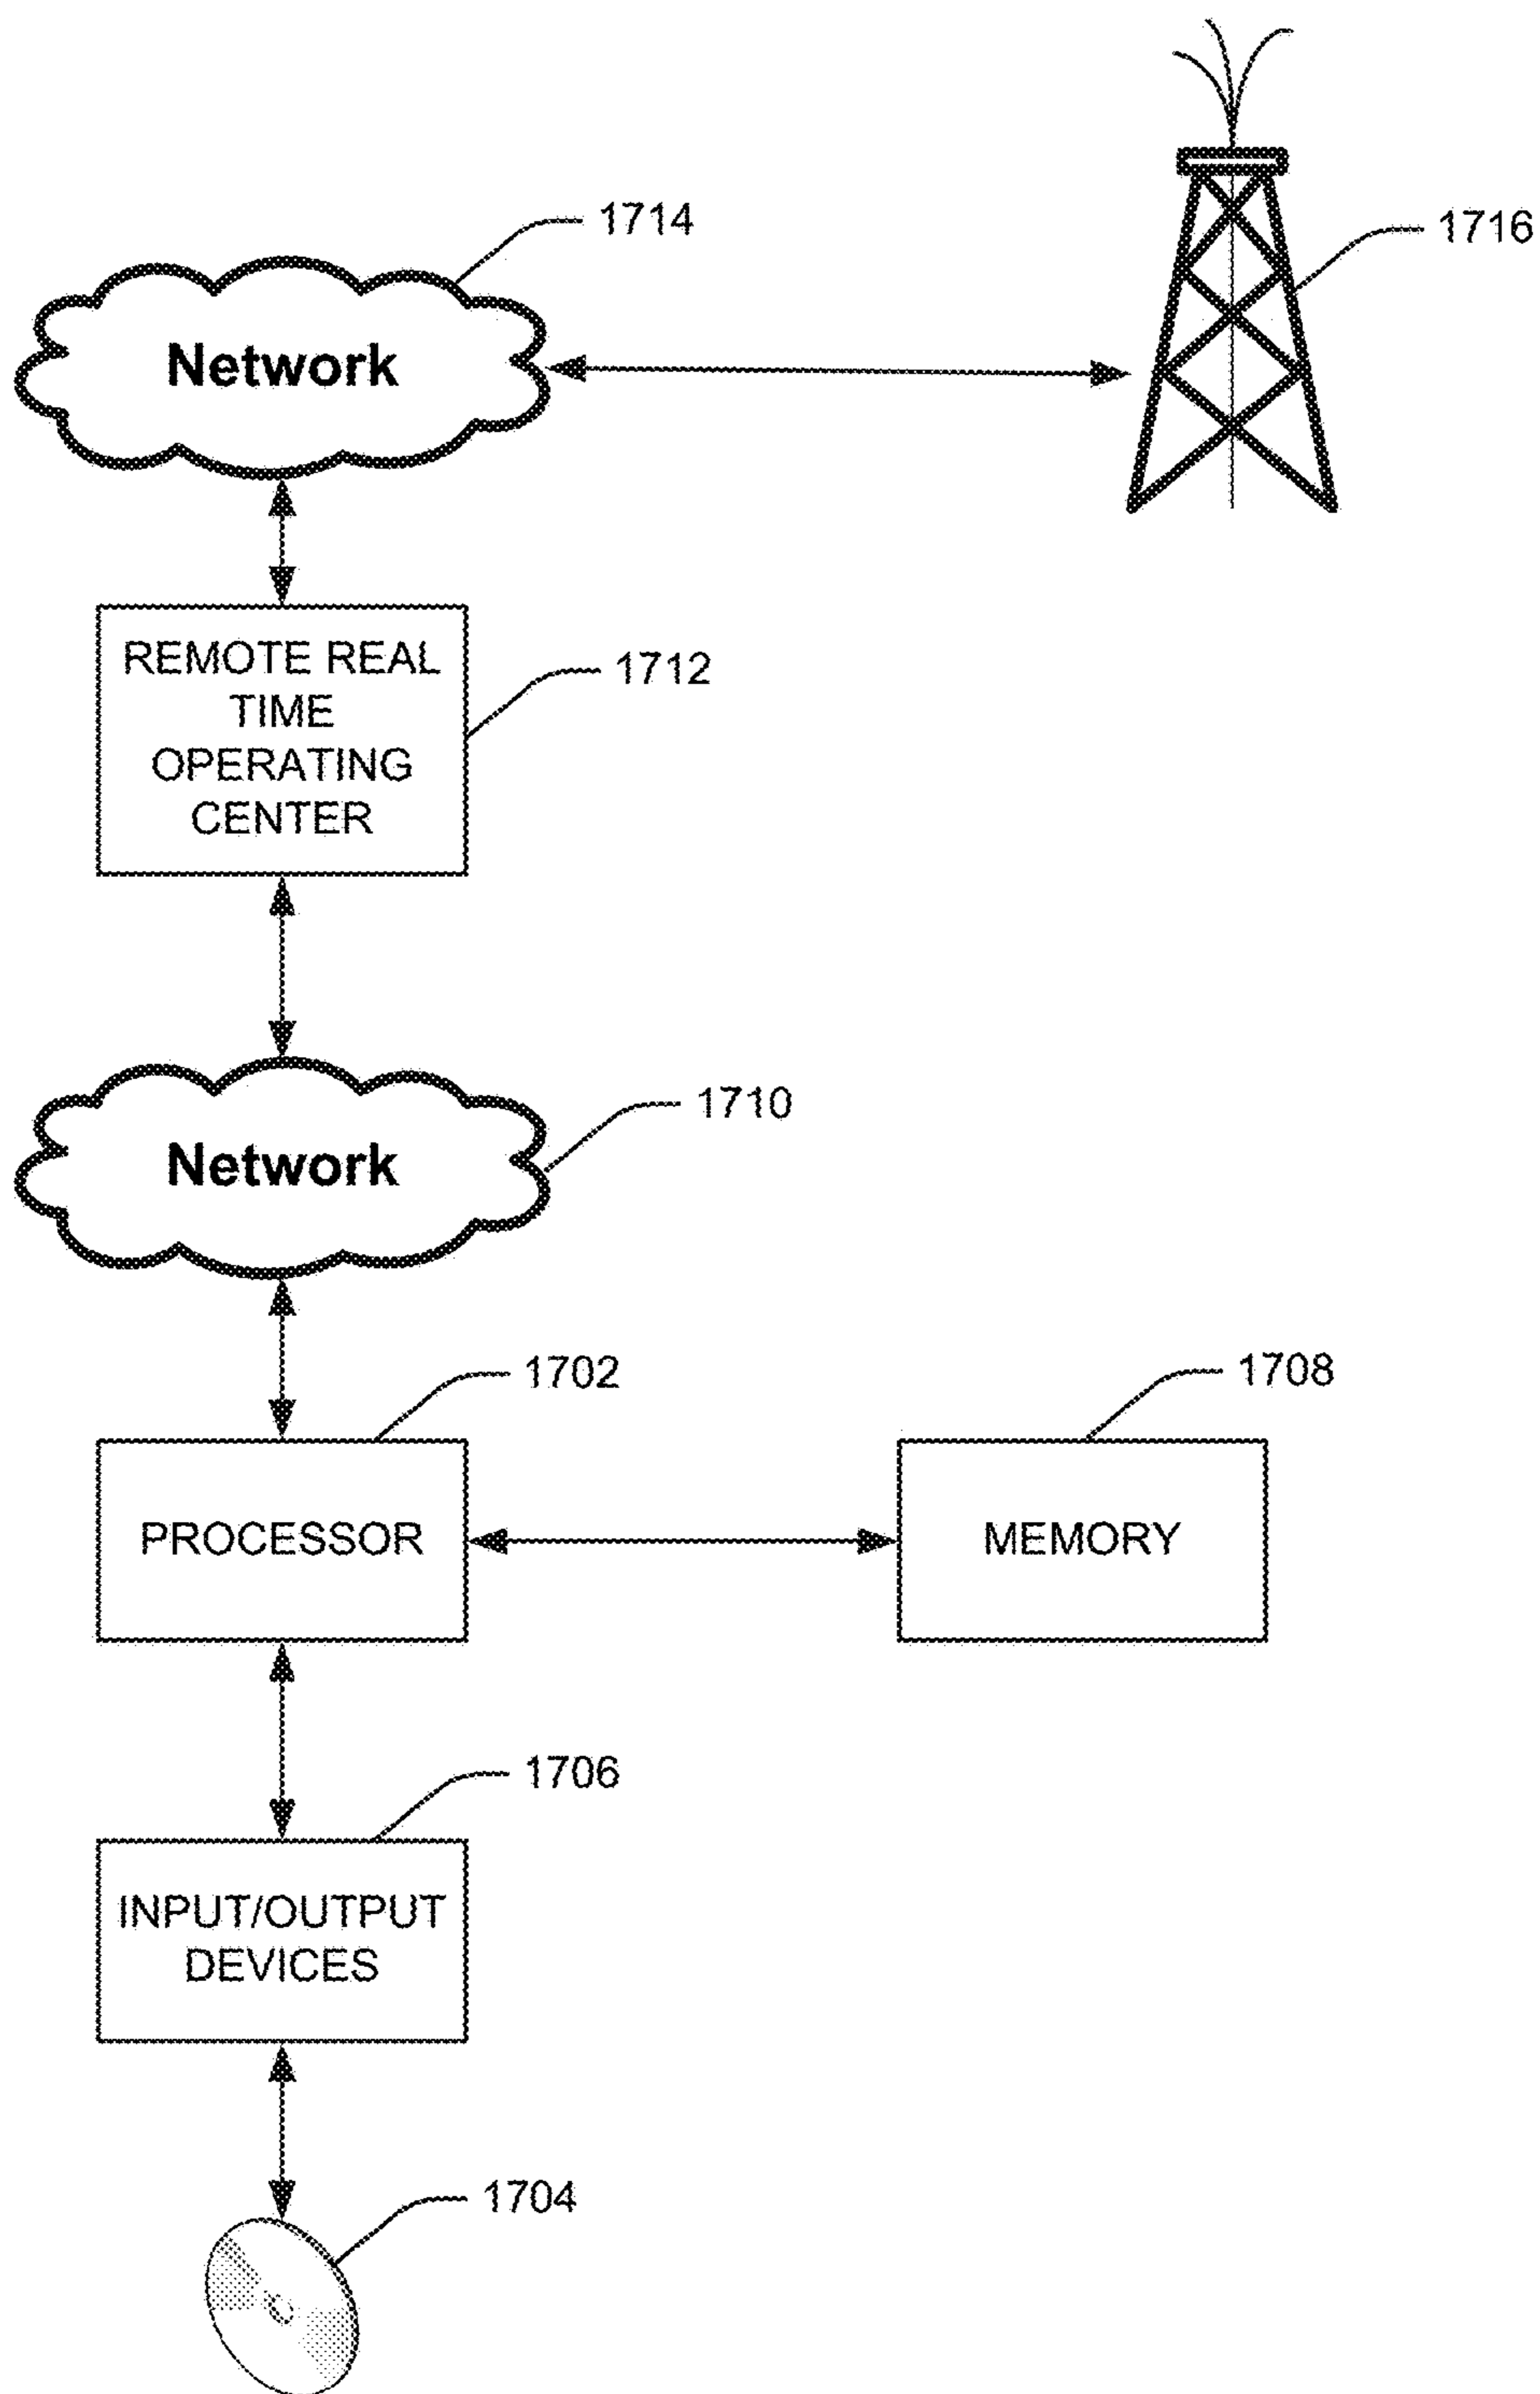 1714
1716
Network
REMOTE REAL
TIME
OPERATING
CENTER
1712
1710
Network
1702
1708
PROCESSOR
MEMORY
1706
INPUT/OUTPUT
DEVICES
1704